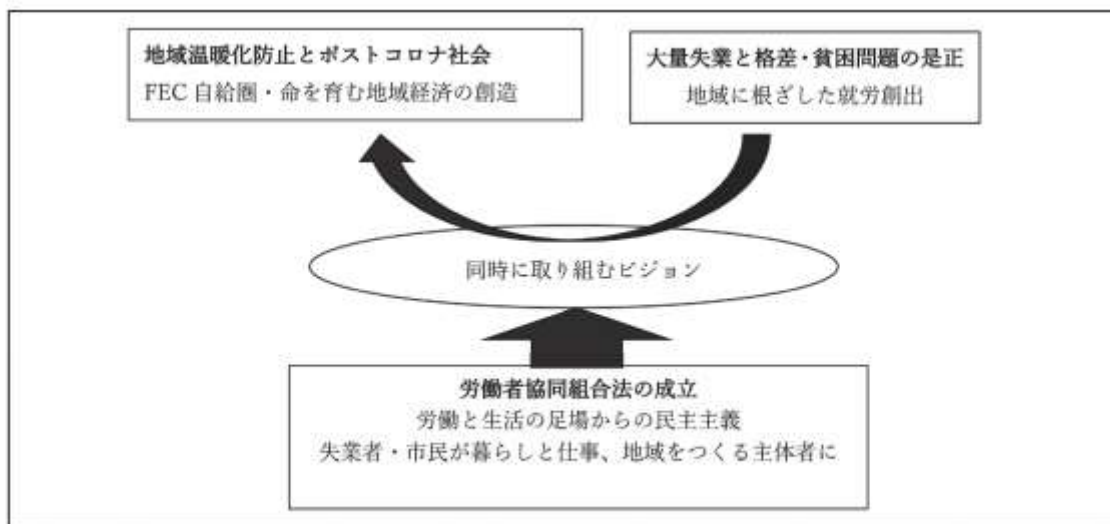 地域温暖化防止とポストコロナ社会
FEC 自給圏・命を育む地域経済の創造
大量失業と格差・貧困問題の是正
地域に根ざした就労創出
同時に取り組むビジョン
労働者協同組合法の成立
労働と生活の足場からの民主主義
失業者・市民が暮らしと仕事、地域をつくる主体者に